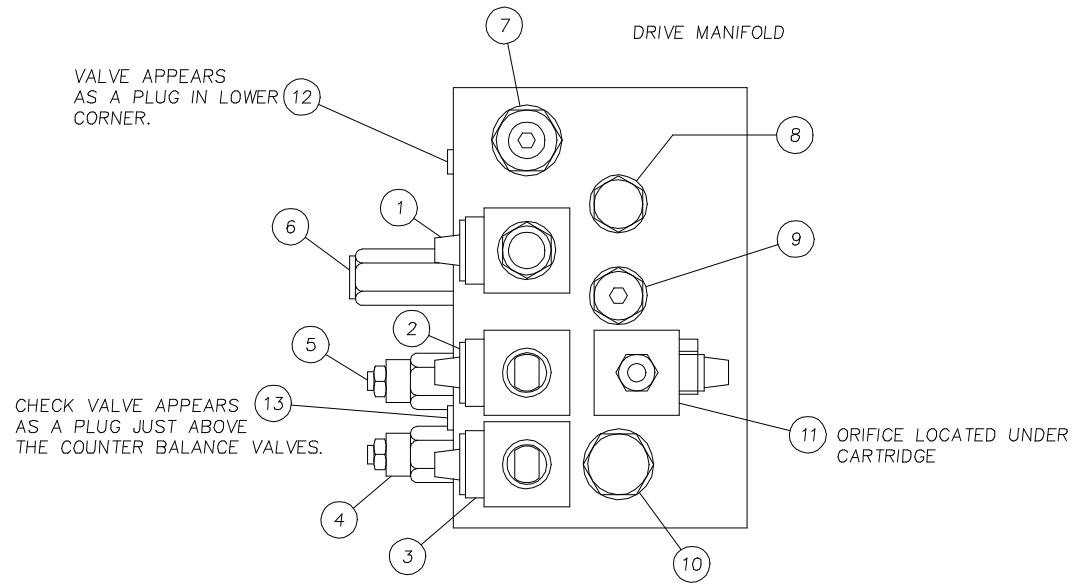 7
DRIVE MANIFOLD
VALVE APPEARS
AS A PLUG IN LOWER
CORNER.
12
8
1
6
9
2
5
CHECK VALVE APPEARS
AS A PLUG JUST ABOVE
THE COUNTER BALANCE VALVES.
13
11
ORIFICE LOCATED UNDER
CARTRIDGE
4
3
10